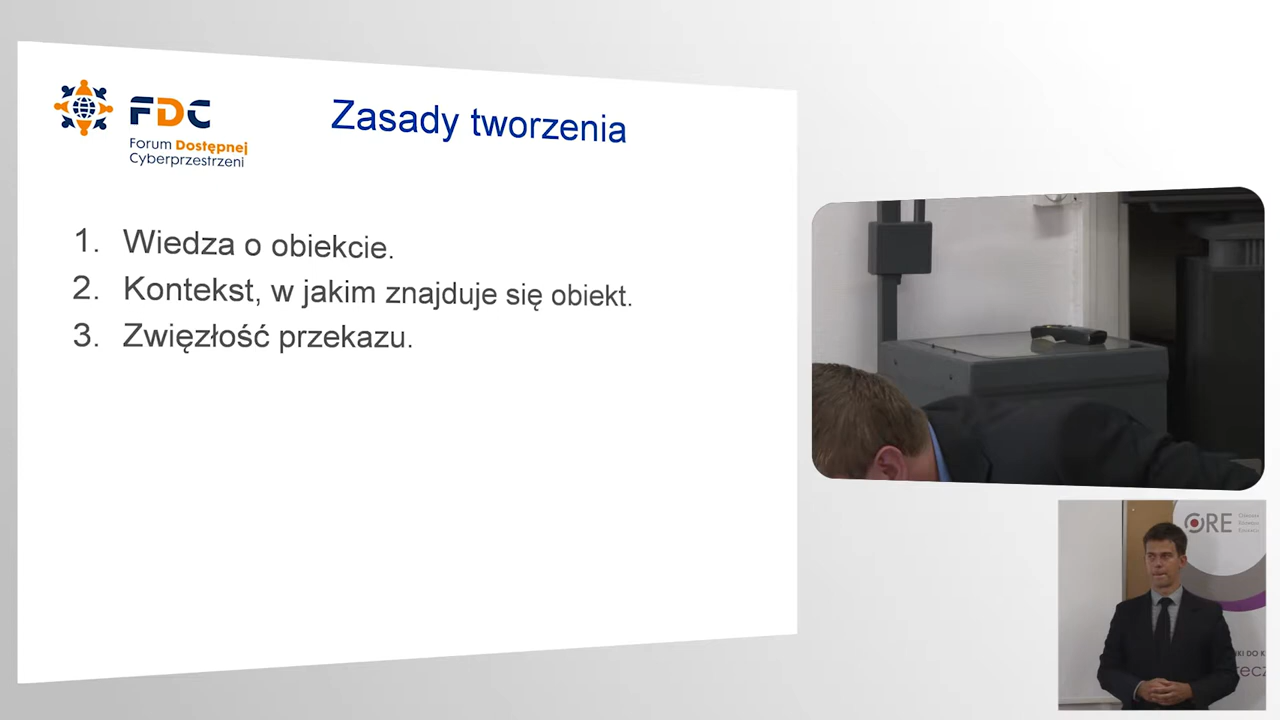 FDC
Forum Dostępnej
Cyberprzestrzeni
Zasady tworzenia
1. Wiedza o obiekcie.
2. Kontekst, w jakim znajduje się obiekt.
3. Zwięzłość przekazu.
ORE